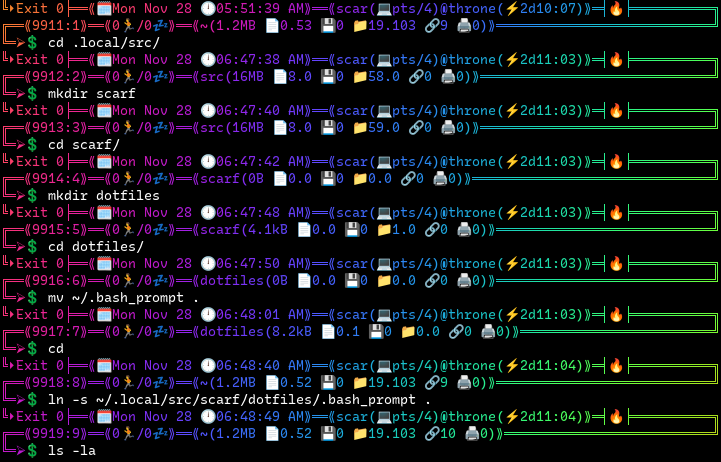 Exit 0╞══⟪🗓Mon Nov 28 🕛05:51:39 AM⟫══⟪scar(💻pts/4)@throne(⚡2d10:07)⟫═╡🔥│
══⟪9911:1⟫══⟪0🏃/0💤⟫══⟪~(1.2MB 📄0.53 💾0 📁19.103 🔗9 🖨0)⟫
➢$ cd .local/src/
Exit 0╞══⟪🗓Mon Nov 28 🕛06:47:38 AM⟫══⟪scar(💻pts/4)@throne(⚡2d11:03)⟫═╡🔥│
══⟪9912:2⟫══⟪0🏃/0💤⟫══⟪src(16MB 📄8.0 💾0 📁58.0 🔗0 🖨0)⟫
➢$ mkdir scarf
Exit 0╞══⟪🗓Mon Nov 28 🕛06:47:40 AM⟫══⟪scar(💻pts/4)@throne(⚡2d11:03)⟫═╡🔥│
══⟪9913:3⟫══⟪0🏃/0💤⟫══⟪src(16MB 📄8.0 💾0 📁59.0 🔗0 🖨0)⟫
➢$ cd scarf/
Exit 0╞══⟪🗓Mon Nov 28 🕛06:47:42 AM⟫══⟪scar(💻pts/4)@throne(⚡2d11:03)⟫═╡🔥│
══⟪9914:4⟫══⟪0🏃/0💤⟫══⟪scarf(0B 📄0.0 💾0 📁0.0 🔗0 🖨0)⟫
➢$ mkdir dotfiles
Exit 0╞══⟪🗓Mon Nov 28 🕛06:47:48 AM⟫══⟪scar(💻pts/4)@throne(⚡2d11:03)⟫═╡🔥│
══⟪9915:5⟫══⟪0🏃/0💤⟫══⟪scarf(4.1kB 📄0.0 💾0 📁1.0 🔗0 🖨0)⟫
➢$ cd dotfiles/
Exit 0╞══⟪🗓Mon Nov 28 🕛06:47:50 AM⟫══⟪scar(💻pts/4)@throne(⚡2d11:03)⟫═╡🔥│
══⟪9916:6⟫══⟪0🏃/0💤⟫══⟪dotfiles(0B 📄0.0 💾0 📁0.0 🔗0 🖨0)⟫
➢$ mv ~/.bash_prompt .
Exit 0╞══⟪🗓Mon Nov 28 🕛06:48:01 AM⟫══⟪scar(💻pts/4)@throne(⚡2d11:03)⟫═╡🔥│
══⟪9917:7⟫══⟪0🏃/0💤⟫══⟪dotfiles(8.2kB 📄0.1 💾0 📁0.0 🔗0 🖨0)⟫
➢$ cd
Exit 0╞══⟪🗓Mon Nov 28 🕛06:48:40 AM⟫══⟪scar(💻pts/4)@throne(⚡2d11:04)⟫═╡🔥│
══⟪9918:8⟫══⟪0🏃/0💤⟫══⟪~(1.2MB 📄0.52 💾0 📁19.103 🔗9 🖨0)⟫
➢$ ln -s ~/.local/src/scarf/dotfiles/.bash_prompt .
Exit 0╞══⟪🗓Mon Nov 28 🕛06:48:49 AM⟫══⟪scar(💻pts/4)@throne(⚡2d11:04)⟫═╡🔥│
══⟪9919:9⟫══⟪0🏃/0💤⟫══⟪~(1.2MB 📄0.52 💾0 📁19.103 🔗10 🖨0)⟫
➢$ ls -la